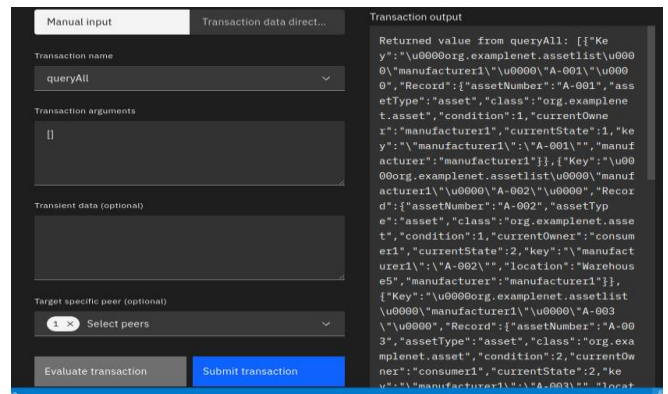 Manual input
Transaction data direct...
Transaction name
queryAll
Transaction arguments
[]
Transient data (optional)
Target specific peer (optional)
1 × Select peers
Evaluate transaction
Submit transaction
Transaction output
Returned value from queryAll: [{"Ke
y":"\u0000org.examplenet.assetlist\u000
0\"manufacturer1\"\u0000\"A-001\"\u000
0","Record":{"assetNumber":"A-001","ass
etType":"asset","class":"org.examplene
t.asset","condition":1,"currentOwne
r":"manufacturer1","currentState":1,"ke
y":"\"manufacturer1\":\"A-001\"","manuf
acturer":"manufacturer1"}},{"Key":"\u00
00org.examplenet.assetlist\u0000\"manuf
acturer1\"\u0000\"A-002\"\u0000","Recor
d":{"assetNumber":"A-002","assetTyp
e":"asset","class":"org.examplenet.asse
t","condition":1,"currentOwner":"consum
er1","currentState":2,"key":"\"manufact
urer1\":\"A-002\"","location":"Warehous
e5","manufacturer":"manufacturer1"}},
{"Key":"\u0000org.examplenet.assetlist
\u0000\"manufacturer1\"\u0000\"A-003
\"\u0000","Record":{"assetNumber":"A-00
3","assetType":"asset","class":"org.exa
mplenet.asset","condition":2,"currentOw
ner":"consumer1","currentState":2,"ke
y":"\"manufacturer1\":\"A-003\"","locat